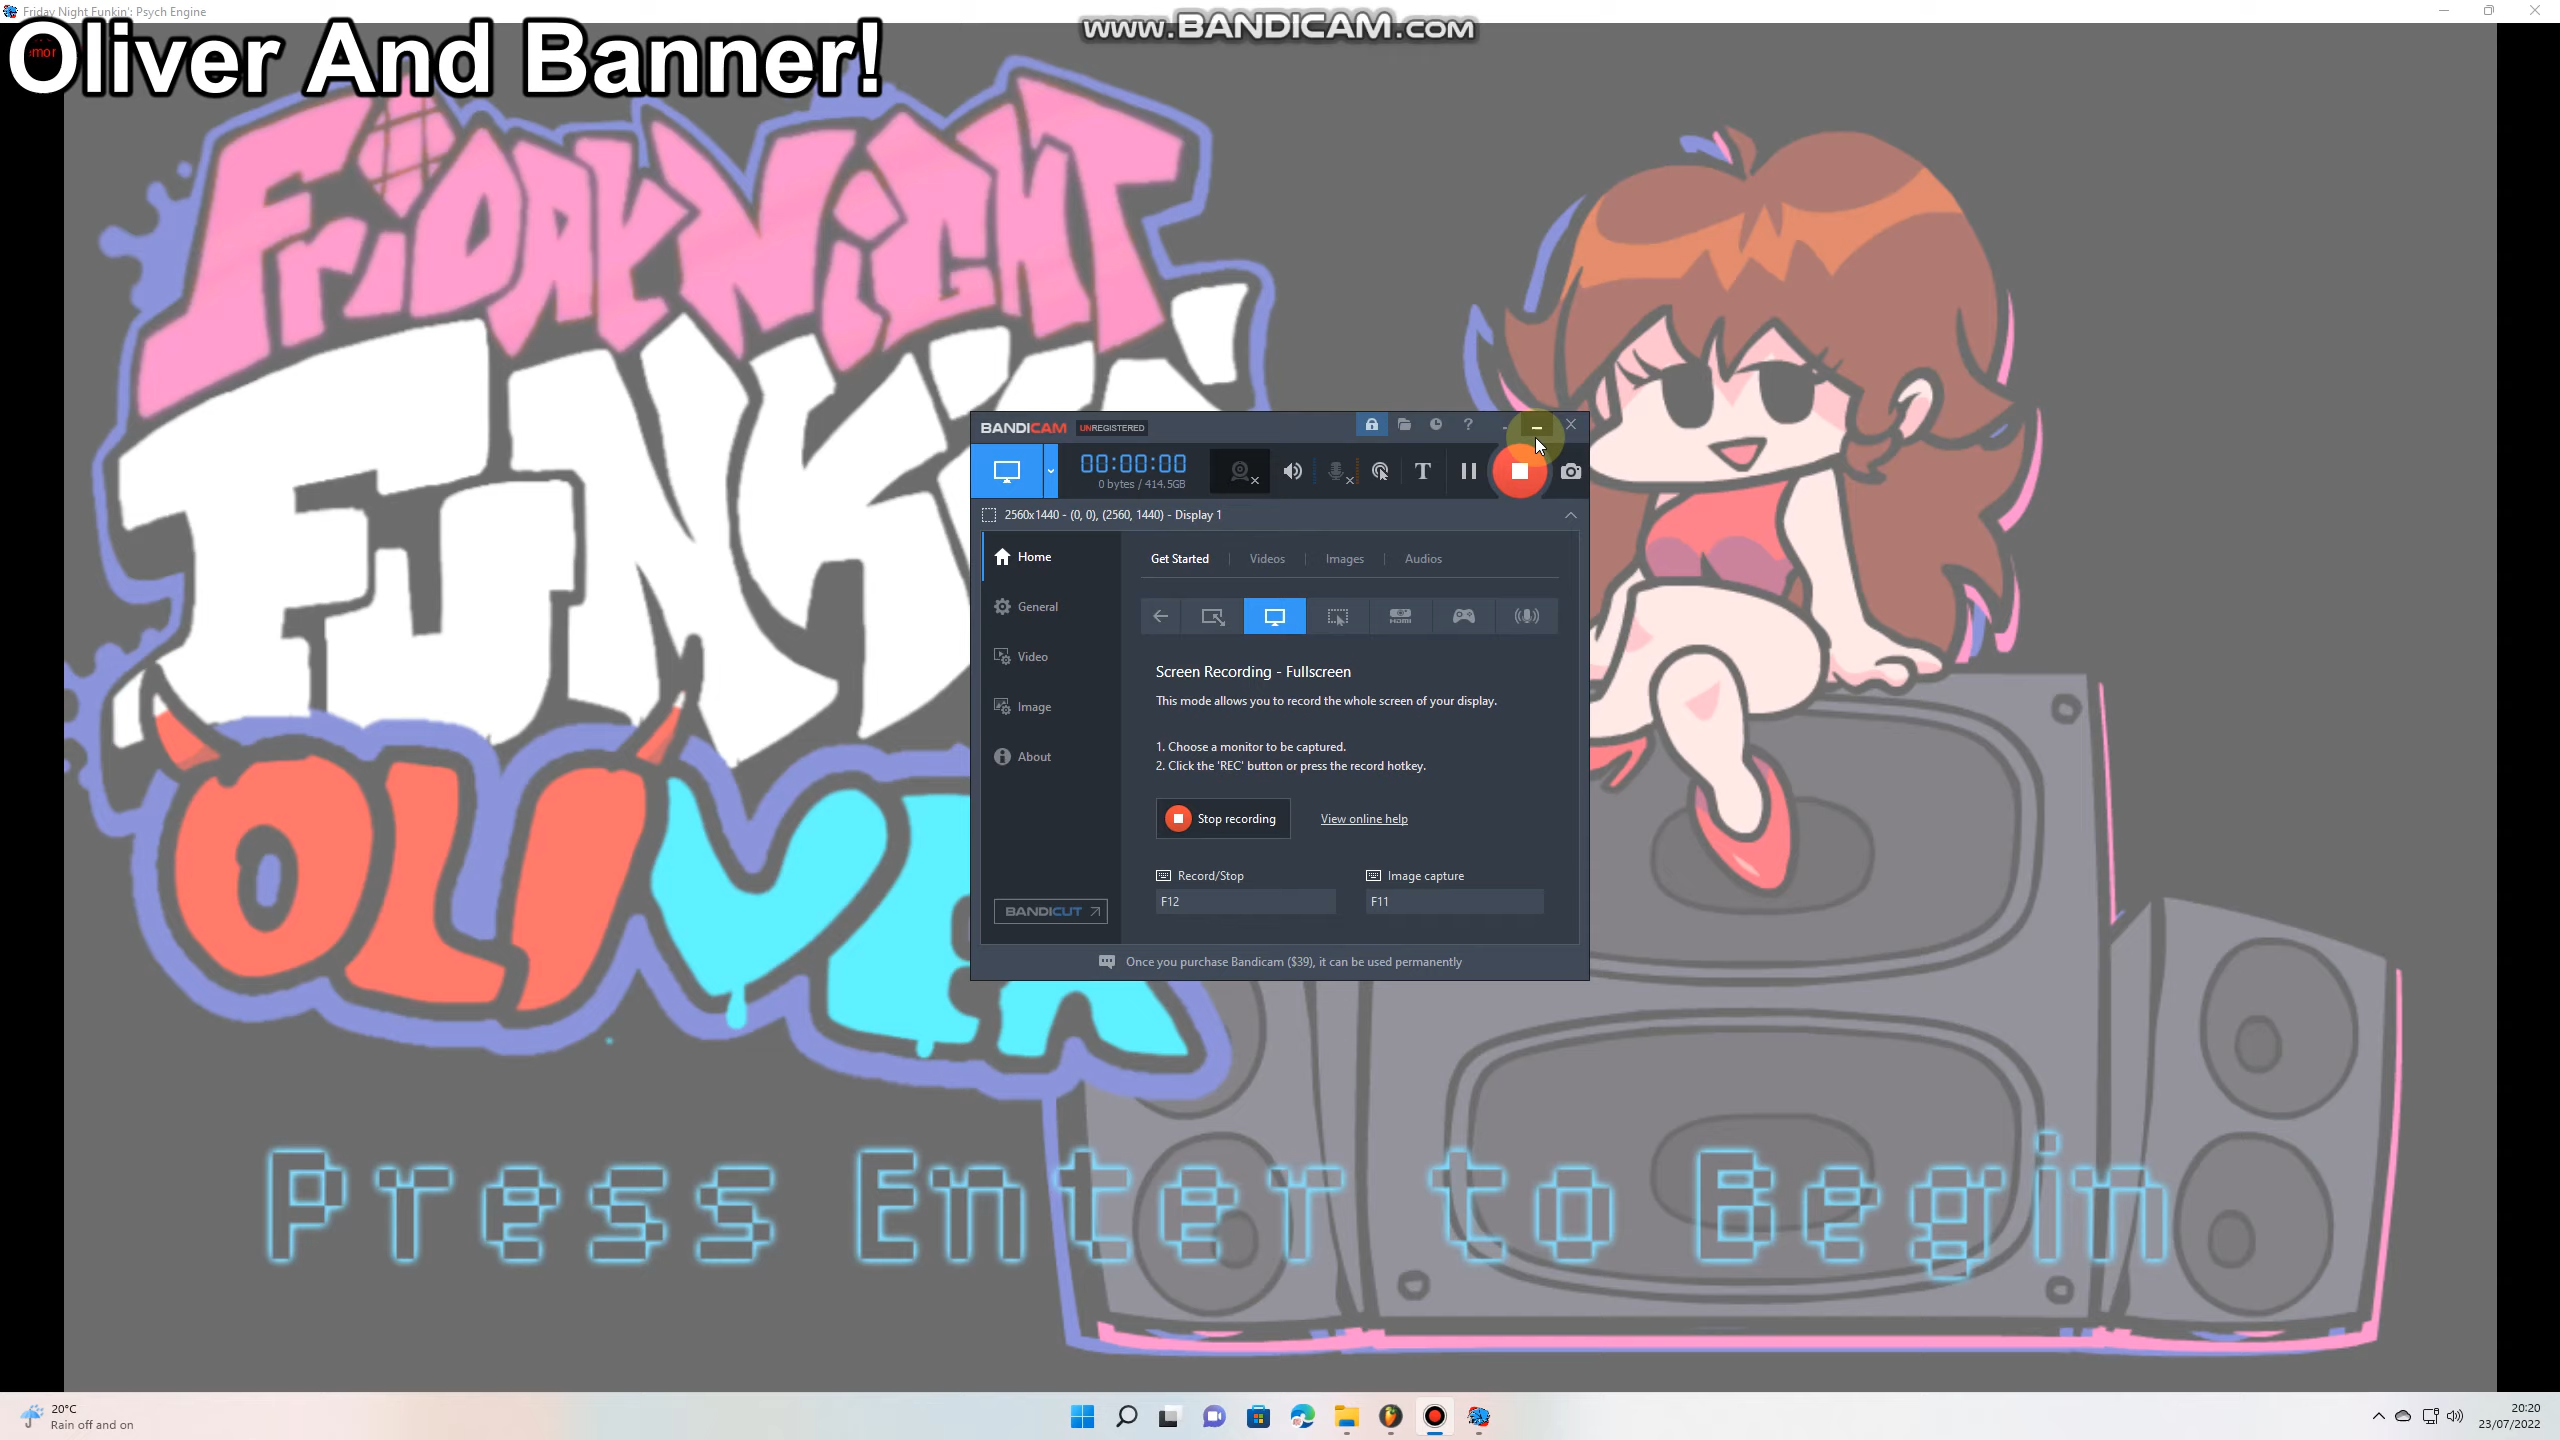 Friday Night Funkin': Psych Engine
Oliver And Banner!
www.BANDICAM.com
FRIDAY NIGHT
FUNKIN'
OLIVER
BANDICAM UNREGISTERED
?
00:00:00
0 bytes / 414.5GB
T
2560x1440 - (0, 0), (2560, 1440) - Display 1
Home
General
Video
Image
About
BANDICUT
Get Started
Videos
Images
Audios
HDMI
Screen Recording - Fullscreen
This mode allows you to record the whole screen of your display.
1. Choose a monitor to be captured.
2. Click the 'REC' button or press the record hotkey.
Stop recording
View online help
Record/Stop
Image capture
F12
F11
Once you purchase Bandicam ($39), it can be used permanently
Press Enter to Begin
20°C
Rain off and on
20:20
23/07/2022